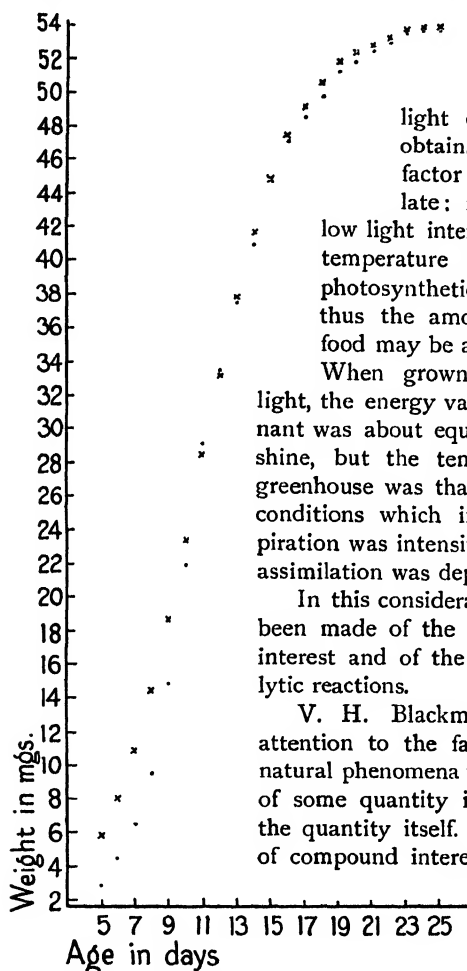 54
52
50
48
46
44
42
40
38
36
34
32
30
28
26
24
22
20
18
16
14
12
10
8
6
4
2
Weight in mgs.
5 7 9 11 13 15 17 19 21 23 25
Age in days
light
obtains
factor
late:
low light inte
temperature
photosynthetic
thus the amo
food may be a
When grown
light, the energy va
nant was about equ
shine, but the ten
greenhouse was tha
conditions which i
piration was intensi
assimilation was dep
In this considera
been made of the
interest and of the
lytic reactions.
V. H. Blackm
attention to the fa
natural phenomena
of some quantity i
the quantity itself.
of compound intere